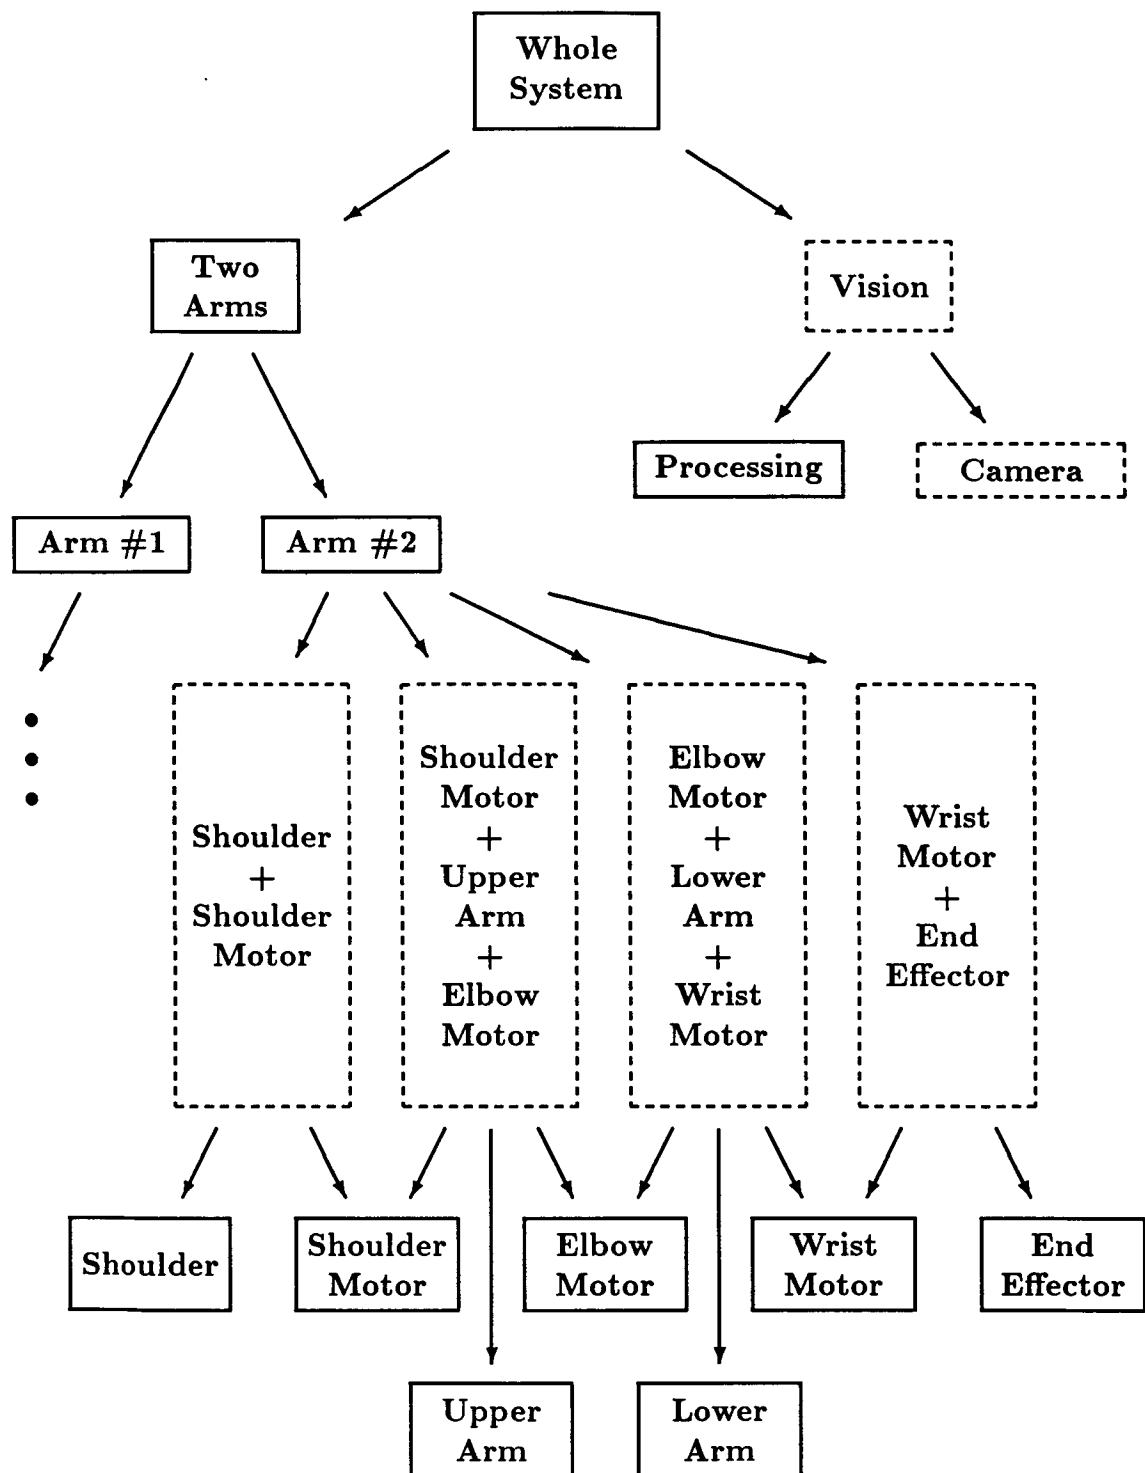 Whole
System
Two
Arms
Vision
Processing
Camera
Arm #1
Arm #2
Shoulder
+
Shoulder
Motor
Shoulder
Motor
+
Upper
Arm
+
Elbow
Motor
Elbow
Motor
+
Lower
Arm
+
Wrist
Motor
Wrist
Motor
+
End
Effector
Shoulder
Shoulder
Motor
Elbow
Motor
Wrist
Motor
End
Effector
Upper
Arm
Lower
Arm